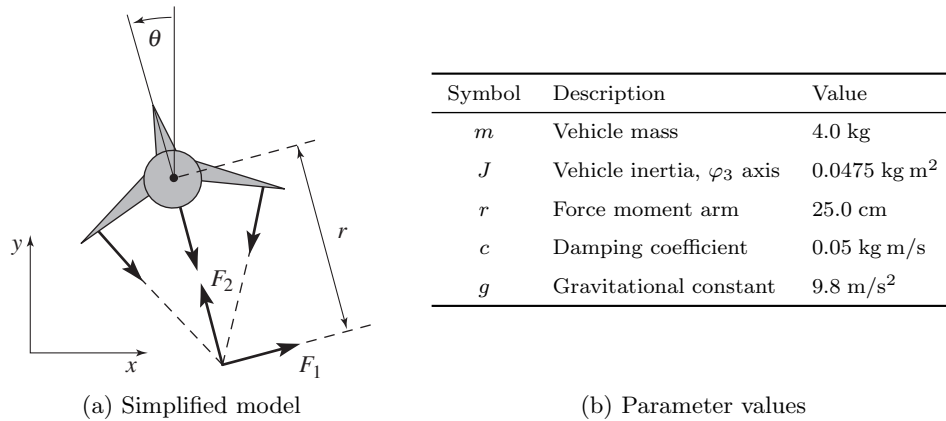 θ
r
y
F₂
x
F₁
(a) Simplified model
Symbol Description Value
m Vehicle mass 4.0 kg
J Vehicle inertia, φ₃ axis 0.0475 kg m²
r Force moment arm 25.0 cm
c Damping coefficient 0.05 kg m/s
g Gravitational constant 9.8 m/s²
(b) Parameter values